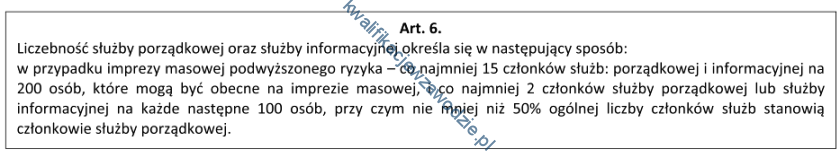 Art. 6.
Liczebność służby porządkowej oraz służby informacyjnej określa się w następujący sposób:
w przypadku imprezy masowej podwyższonego ryzyka – co najmniej 15 członków służb: porządkowej i informacyjnej na
200 osób, które mogą być obecne na imprezie masowej, i co najmniej 2 członków służby porządkowej lub służby
informacyjnej na każde następne 100 osób, przy czym nie mniej niż 50% ogólnej liczby członków służb stanowią
członkowie służby porządkowej.
kwalifikacjewzawodzie.pl